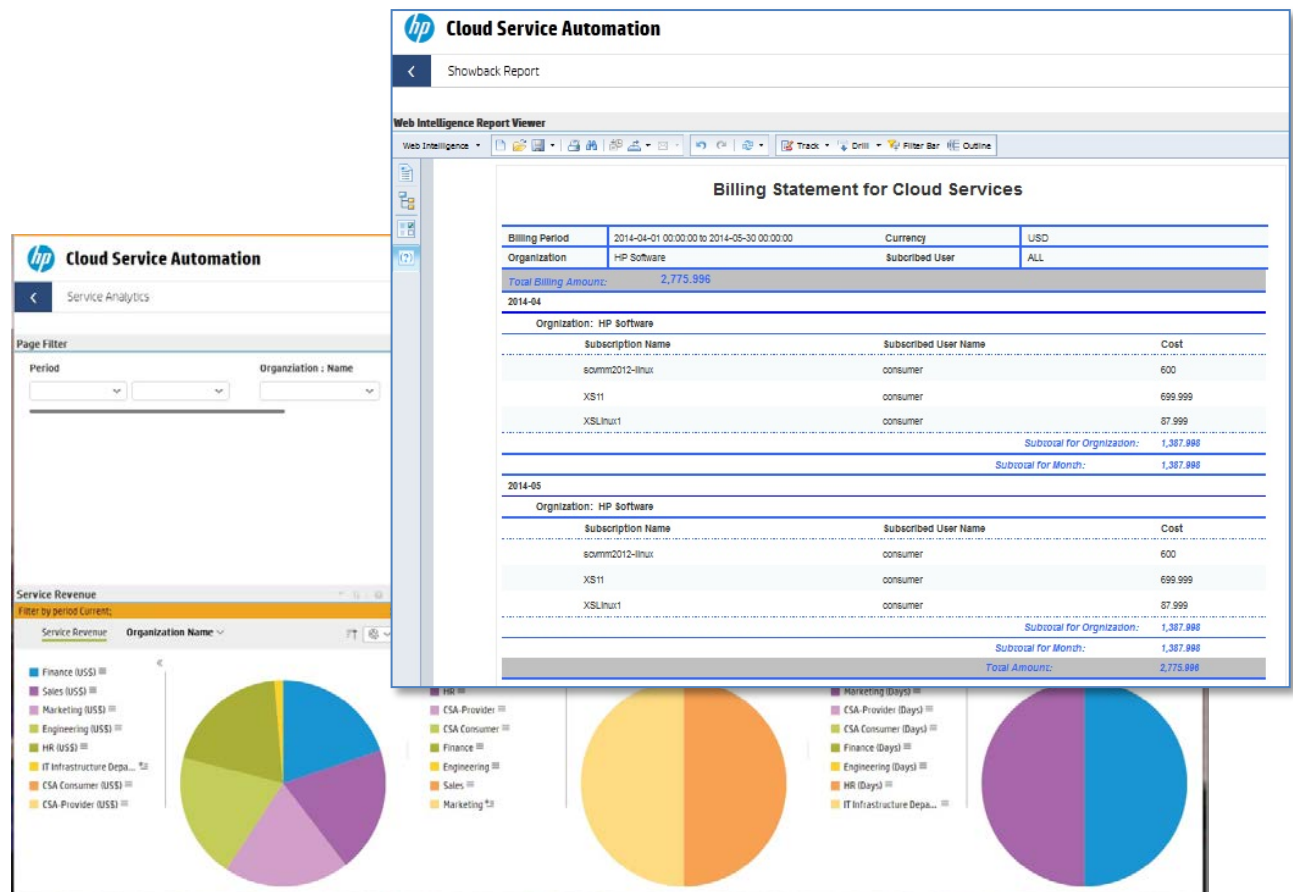 hp Cloud Service Automation
Showback Report
Web Intelligence Report Viewer
Web Intelligence Track Drill Filter Bar Outline
Billing Statement for Cloud Services
Billing Period 2014-04-01 00:00:00 to 2014-05-30 00:00:00 Currency USD
Organization HP Software Subcribed User ALL
Total Billing Amount: 2,775.996
2014-04
Orgnization: HP Software
Subscription Name Subscribed User Name Cost
scvmm2012-linux consumer 600
XS11 consumer 699.999
XSLinux1 consumer 87.999
Subtotal for Orgnization: 1,387.998
Subtotal for Month: 1,387.998
2014-05
Orgnization: HP Software
Subscription Name Subscribed User Name Cost
scvmm2012-linux consumer 600
XS11 consumer 699.999
XSLinux1 consumer 87.999
Subtotal for Orgnization: 1,387.998
Subtotal for Month: 1,387.998
Total Amount: 2,775.996
hp Cloud Service Automation
Service Analytics
Page Filter
Period Organziation : Name
Service Revenue
Filter by period Current;
Service Revenue Organization Name
Finance (US$)
Sales (US$)
Marketing (US$)
Engineering (US$)
HR (US$)
IT Infrastructure Depa...
CSA Consumer (US$)
CSA-Provider (US$)
HR
CSA-Provider
CSA Consumer
Finance
Engineering
Sales
Marketing
Marketing (Days)
CSA-Provider (Days)
CSA Consumer (Days)
Finance (Days)
Engineering (Days)
HR (Days)
IT Infrastructure Depa...